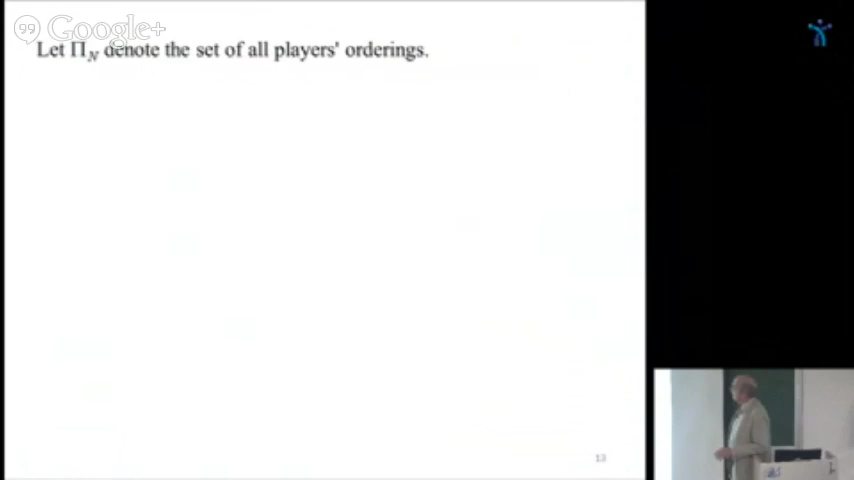 Google+
Let Π_N denote the set of all players' orderings.
13